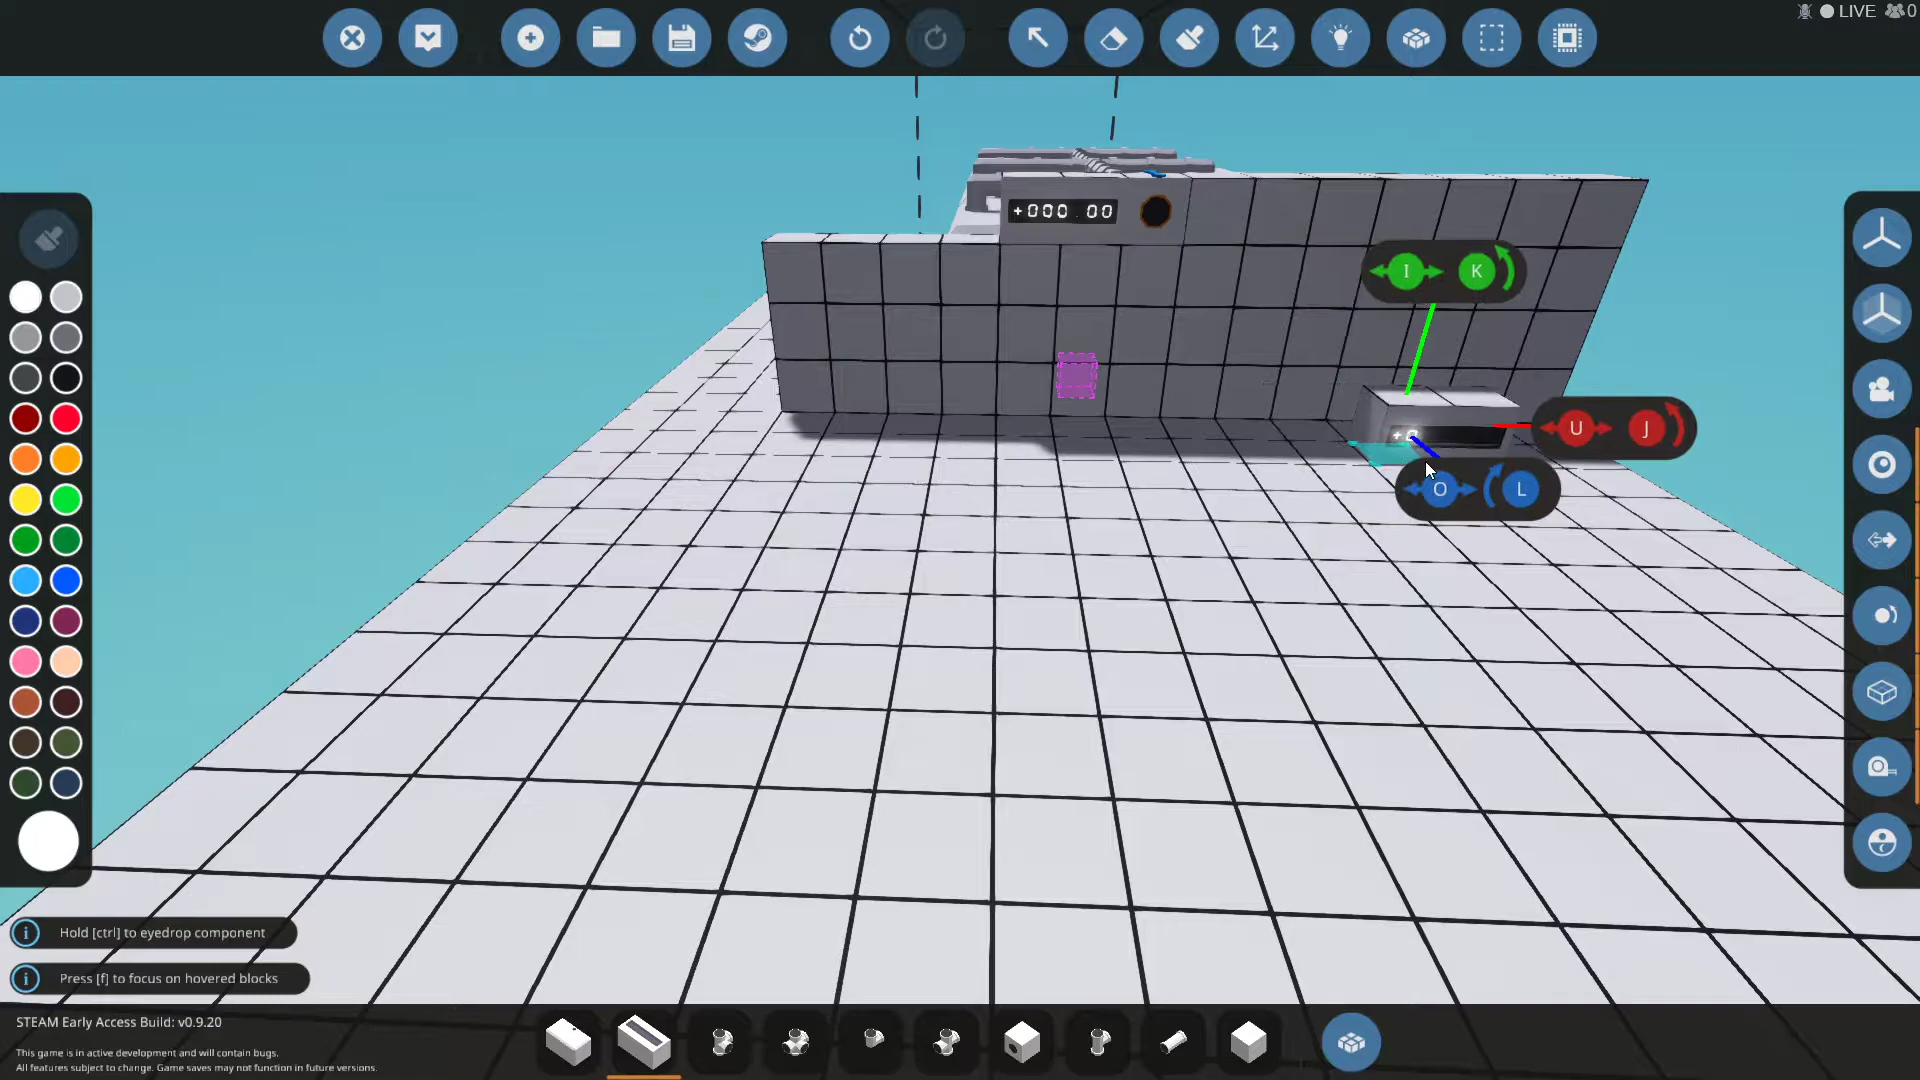 LIVE 0
+000.00
I K
U J
+0
O L
Hold [ctrl] to eyedrop component
Press [f] to focus on hovered blocks
STEAM Early Access Build: v0.9.20
This game is in active development and will contain bugs.
All features subject to change. Game saves may not function in future versions.